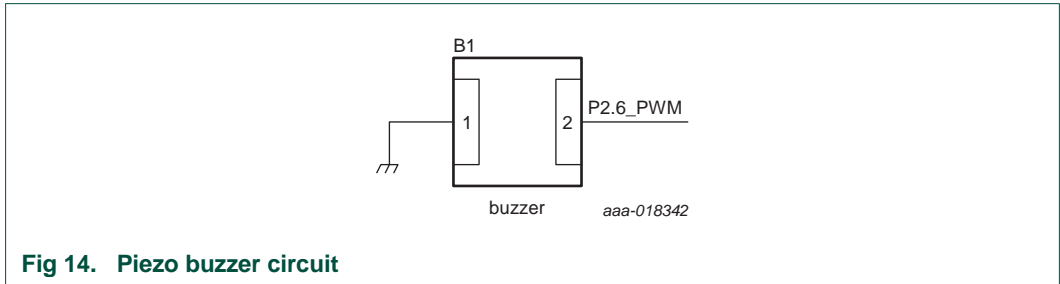 B1
1
2
P2.6_PWM
buzzer
aaa-018342
Fig 14. Piezo buzzer circuit